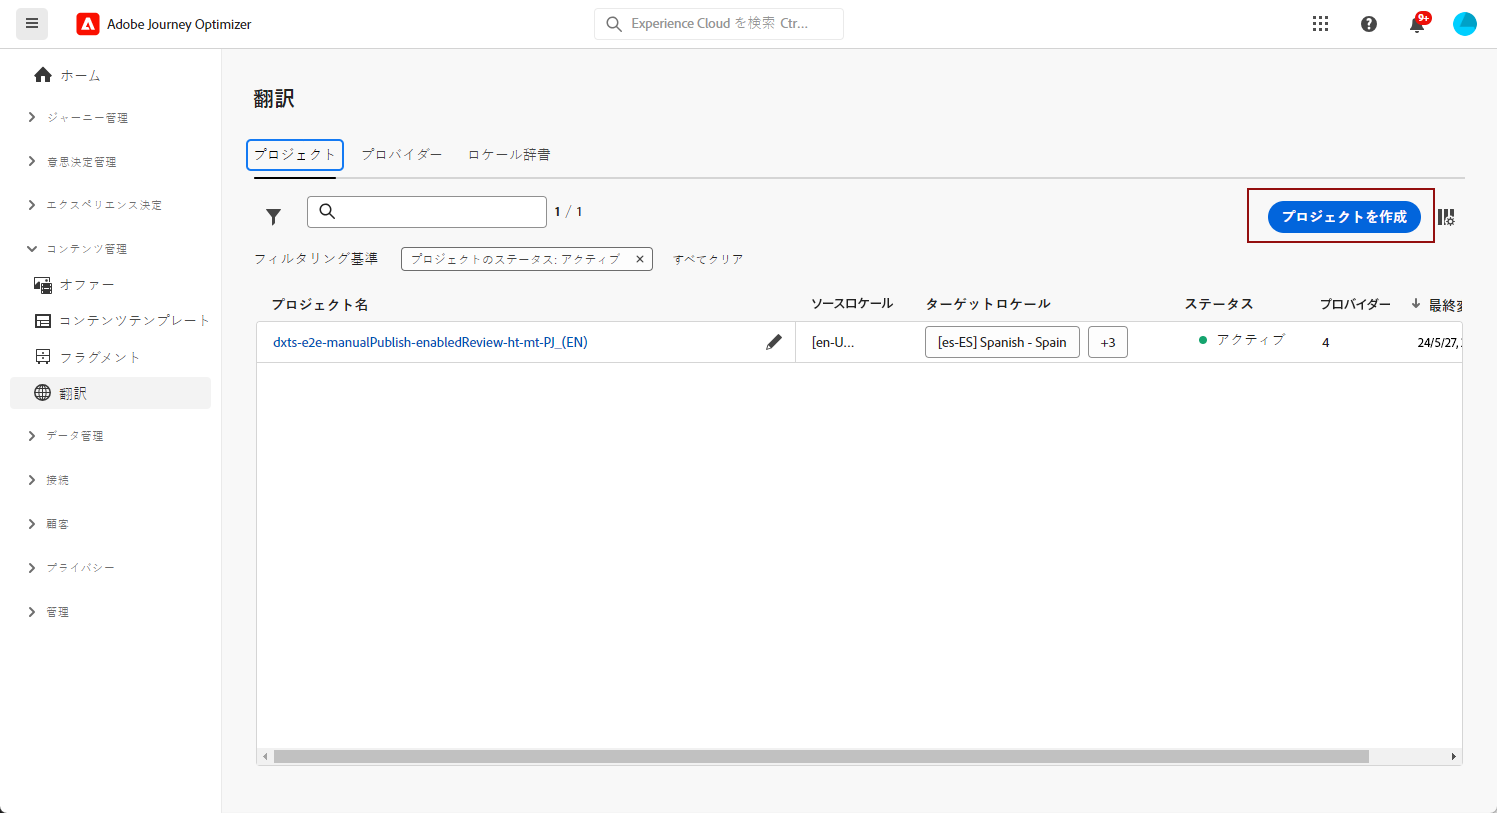 Adobe Journey Optimizer
Experience Cloud を検索 Ctr...
9+
ホーム
ジャーニー管理
意思決定管理
エクスペリエンス決定
コンテンツ管理
オファー
コンテンツテンプレート
フラグメント
翻訳
データ管理
接続
顧客
プライバシー
管理
翻訳
プロジェクト プロバイダー ロケール辞書
1 / 1
プロジェクトを作成
フィルタリング基準 プロジェクトのステータス: アクティブ × すべてクリア
プロジェクト名 ソースロケール ターゲットロケール ステータス プロバイダー ↓ 最終変
dxts-e2e-manualPublish-enabledReview-ht-mt-PJ_(EN) [en-U... [es-ES] Spanish - Spain +3 アクティブ 4 24/5/27,